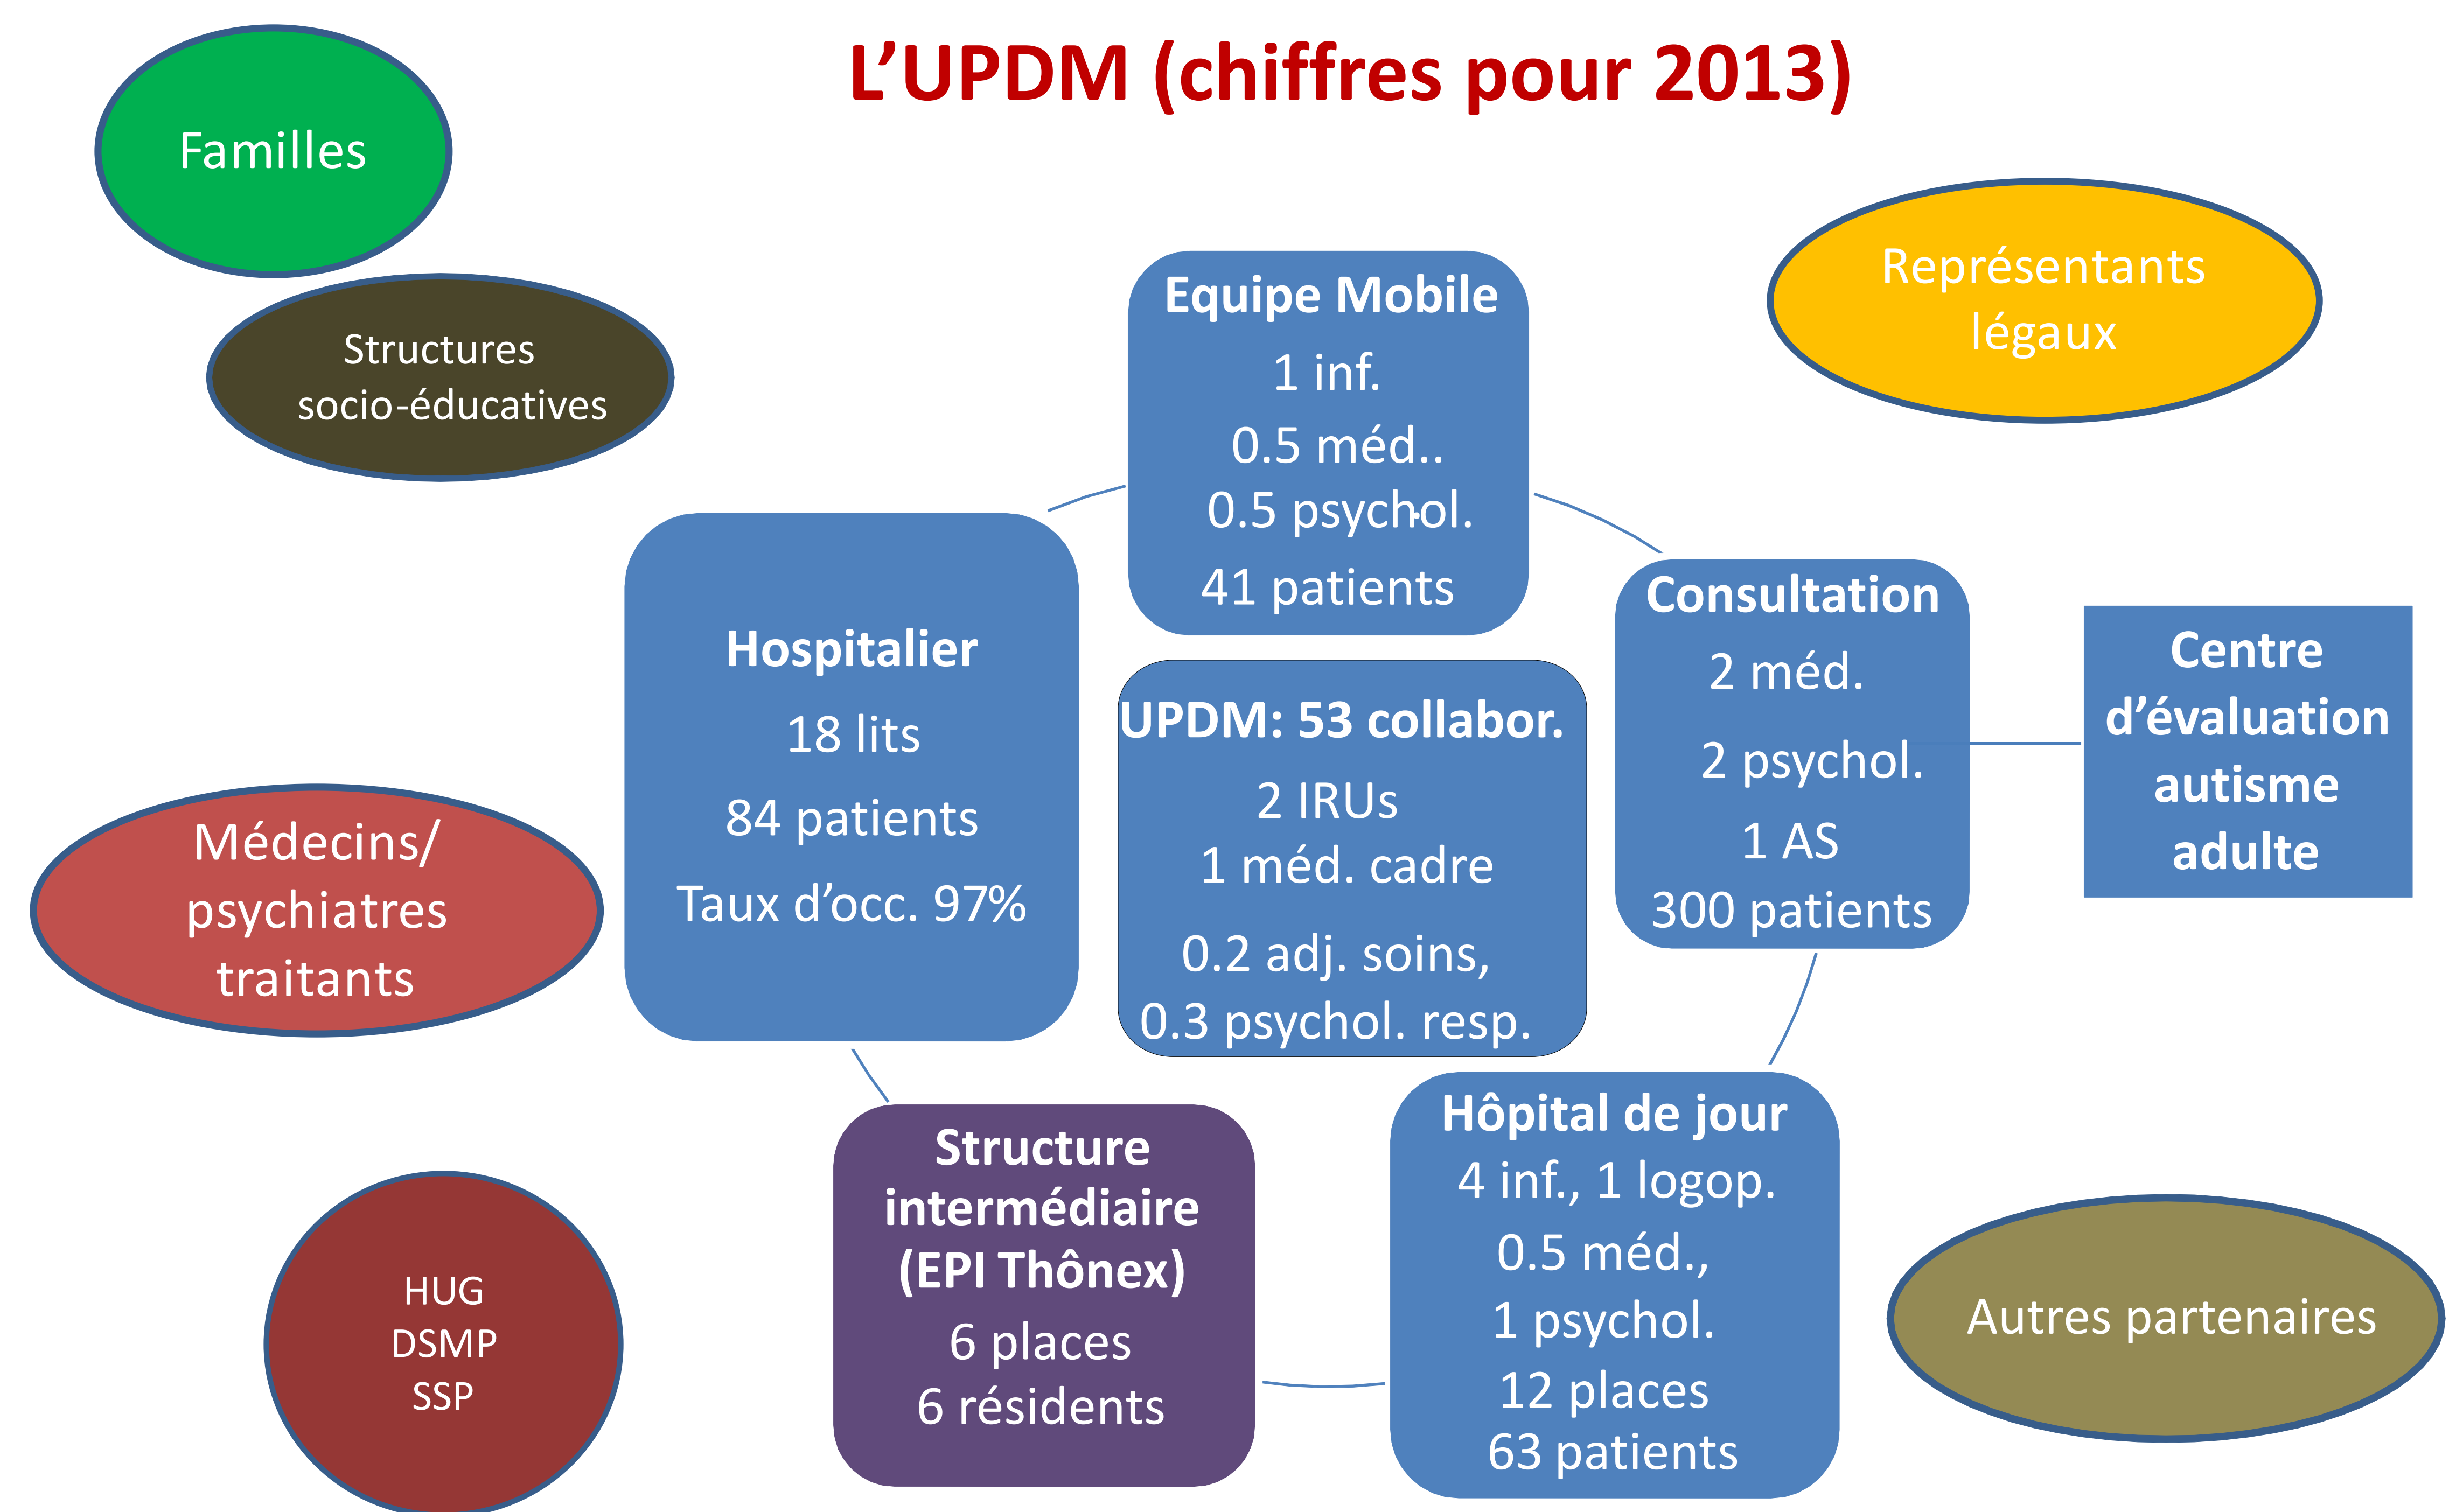 L’UPDM (chiffres pour 2013)
Familles
Structures
socio-éducatives
Représentants
légaux
Equipe Mobile
1 inf.
0.5 méd..
0.5 psychol.
41 patients
Hospitalier
18 lits
84 patients
Taux d’occ. 97%
UPDM: 53 collabor.
2 IRUs
1 méd. cadre
0.2 adj. soins,
0.3 psychol. resp.
Consultation
2 méd.
2 psychol.
1 AS
300 patients
Centre
d’évaluation
autisme
adulte
Médecins/
psychiatres
traitants
Structure
intermédiaire
(EPI Thônex)
6 places
6 résidents
Hôpital de jour
4 inf., 1 logop.
0.5 méd.,
1 psychol.
12 places
63 patients
HUG
DSMP
SSP
Autres partenaires